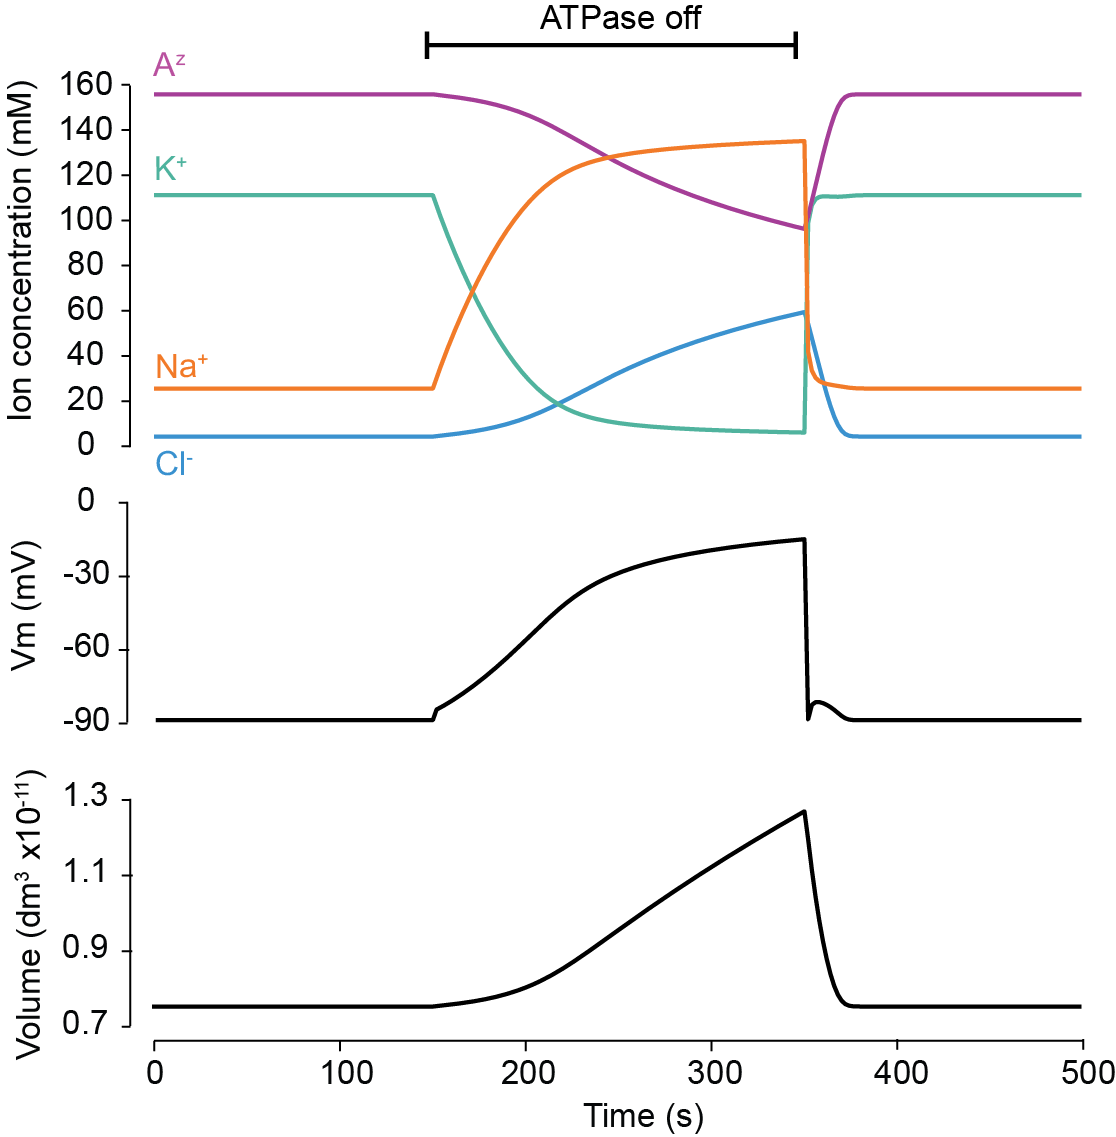 ATPase off
Ion concentration (mM)
A^z
160
140
K⁺
120
100
80
60
40
Na⁺
20
0
Cl⁻
Vm (mV)
0
-30
-60
-90
Volume (dm³ x10⁻¹¹)
1.3
1.1
0.9
0.7
0 100 200 300 400 500
Time (s)